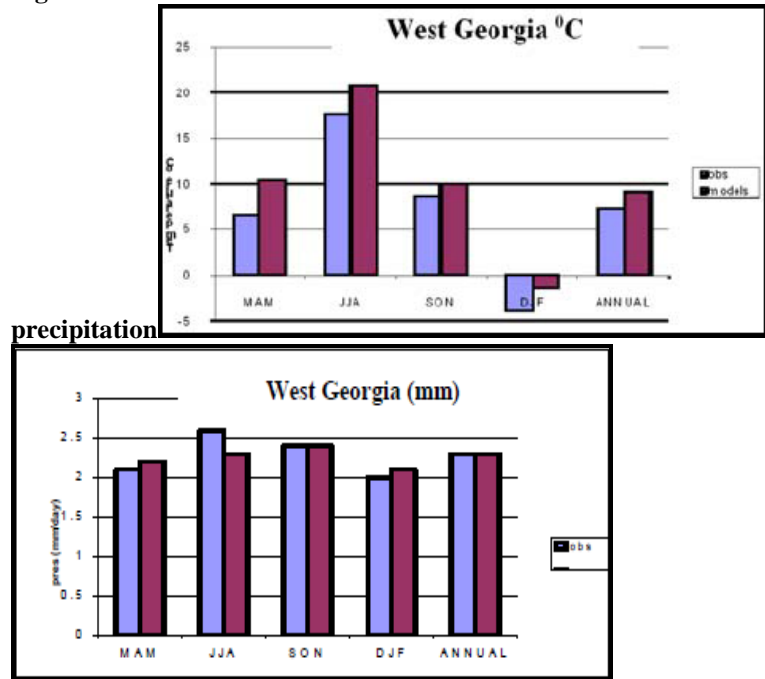 West Georgia ⁰C
25
20
15
10
5
0
-5
MAM JJA SON DJF ANNUAL
obs
models
precipitation
West Georgia (mm)
3
2.5
2
1.5
1
0.5
0
pres (mm/day)
MAM JJA SON DJF ANNUAL
obs